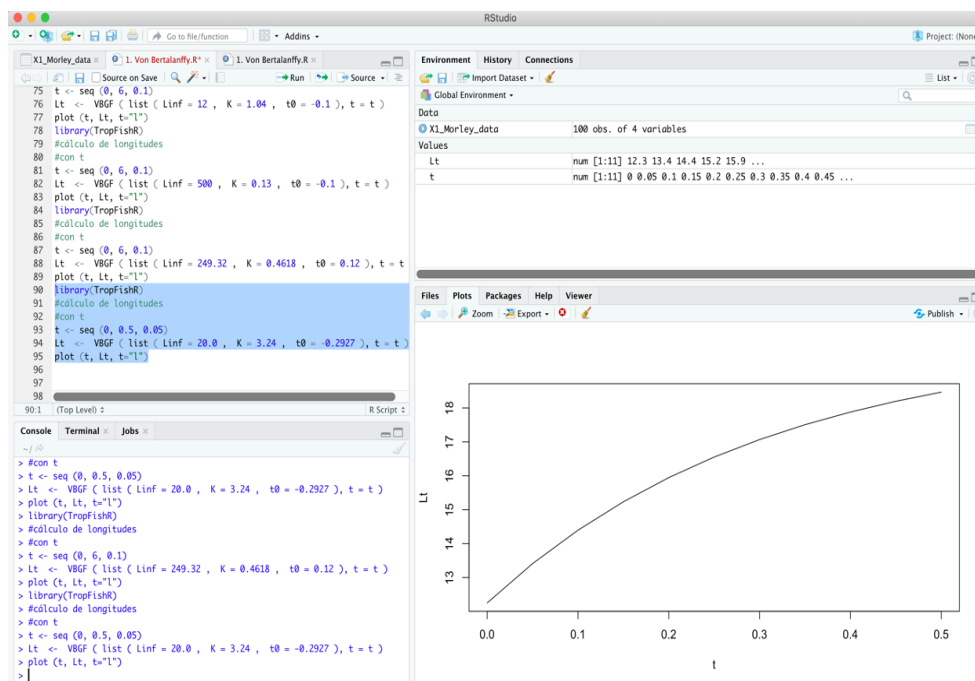 RStudio
Go to file/function
Addins
Project: (None
X1_Morley_data
1. Von Bertalanffy.R*
1. Von Bertalanffy.R
Source on Save
Run
Source
75 t <- seq (0, 6, 0.1)
76 Lt <- VBGF ( list ( Linf = 12 , K = 1.04 , t0 = -0.1 ), t = t )
77 plot (t, Lt, t="l")
78 library(TropFishR)
79 #cálculo de longitudes
80 #con t
81 t <- seq (0, 6, 0.1)
82 Lt <- VBGF ( list ( Linf = 500 , K = 0.13 , t0 = -0.1 ), t = t )
83 plot (t, Lt, t="l")
84 library(TropFishR)
85 #cálculo de longitudes
86 #con t
87 t <- seq (0, 6, 0.1)
88 Lt <- VBGF ( list ( Linf = 249.32 , K = 0.4618 , t0 = 0.12 ), t = t
89 plot (t, Lt, t="l")
90 library(TropFishR)
91 #cálculo de longitudes
92 #con t
93 t <- seq (0, 0.5, 0.05)
94 Lt <- VBGF ( list ( Linf = 20.0 , K = 3.24 , t0 = -0.2927 ), t = t )
95 plot (t, Lt, t="l")
96
97
98
90:1 (Top Level) R Script
Console Terminal Jobs
~/
> #con t
> t <- seq (0, 0.5, 0.05)
> Lt <- VBGF ( list ( Linf = 20.0 , K = 3.24 , t0 = -0.2927 ), t = t )
> plot (t, Lt, t="l")
> library(TropFishR)
> #cálculo de longitudes
> #con t
> t <- seq (0, 6, 0.1)
> Lt <- VBGF ( list ( Linf = 249.32 , K = 0.4618 , t0 = 0.12 ), t = t )
> plot (t, Lt, t="l")
> library(TropFishR)
> #cálculo de longitudes
> #con t
> t <- seq (0, 0.5, 0.05)
> Lt <- VBGF ( list ( Linf = 20.0 , K = 3.24 , t0 = -0.2927 ), t = t )
> plot (t, Lt, t="l")
>
Environment History Connections
Import Dataset
List
Global Environment
Data
X1_Morley_data 100 obs. of 4 variables
Values
Lt num [1:11] 12.3 13.4 14.4 15.2 15.9 ...
t num [1:11] 0 0.05 0.1 0.15 0.2 0.25 0.3 0.35 0.4 0.45 ...
Files Plots Packages Help Viewer
Zoom Export Publish
18
17
16
15
14
13
Lt
0.0 0.1 0.2 0.3 0.4 0.5
t